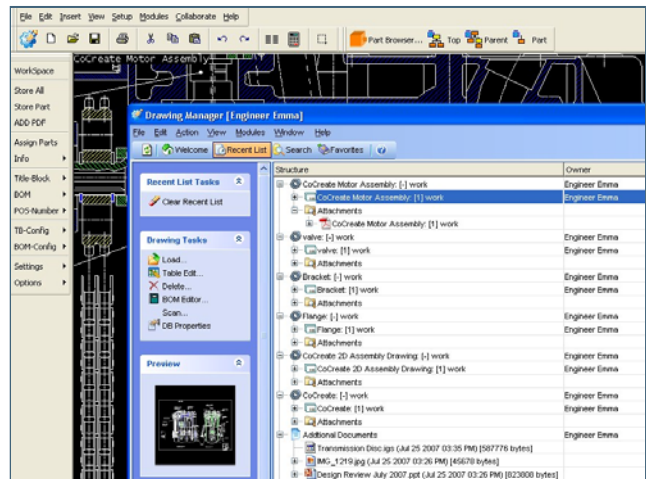 File Edit Insert View Setup Modules Collaborate Help
Part Browser... Top Parent Part
WorkSpace
Store All
Store Part
ADD PDF
Assign Parts
Info
Title-Block
BOM
POS-Number
TB-Config
BOM-Config
Settings
Options
CoCreate Motor Assembly
Drawing Manager [Engineer Emma]
File Edit Action View Modules Window Help
Welcome Recent List Search Favorites
Recent List Tasks
Clear Recent List
Drawing Tasks
Load...
Table Edit...
Delete...
BOM Editor...
Scan...
DB Properties
Preview
Structure Owner
CoCreate Motor Assembly: [-] work Engineer Emma
CoCreate Motor Assembly: [1] work Engineer Emma
Attachments
CoCreate Motor Assembly: [1] work Engineer Emma
valve: [-] work Engineer Emma
valve: [1] work Engineer Emma
Attachments
Bracket: [-] work Engineer Emma
Bracket: [1] work Engineer Emma
Attachments
Flange: [-] work Engineer Emma
Flange: [1] work Engineer Emma
Attachments
CoCreate 2D Assembly Drawing: [-] work Engineer Emma
CoCreate 2D Assembly Drawing: [1] work Engineer Emma
Attachments
CoCreate: [-] work Engineer Emma
CoCreate: [1] work Engineer Emma
Attachments
Additional Documents Engineer Emma
Transmission Disc.igs (Jul 25 2007 03:35 PM) [587776 bytes]
IMG_1219.jpg (Jul 25 2007 03:26 PM) [45678 bytes]
Design Review July 2007.ppt (Jul 25 2007 03:26 PM) [823808 bytes]